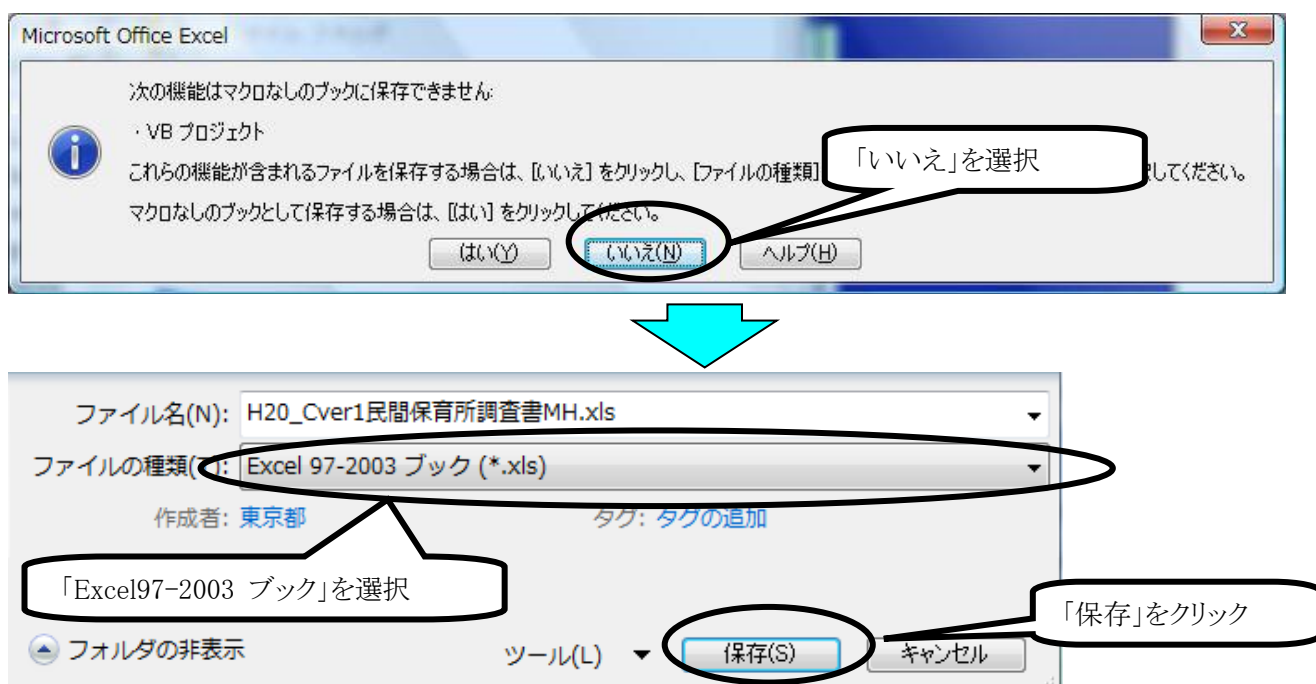 Microsoft Office Excel
次の機能はマクロなしのブックに保存できません:
・VB プロジェクト
これらの機能が含まれるファイルを保存する場合は、[いいえ] をクリックし、[ファイルの種類]
してください。
マクロなしのブックとして保存する場合は、[はい] をクリックしてください。
「いいえ」を選択
はい(Y)
いいえ(N)
ヘルプ(H)
ファイル名(N): H20_Cver1民間保育所調査書MH.xls
ファイルの種類(T): Excel 97-2003 ブック (*.xls)
作成者: 東京都
タグ: タグの追加
「Excel97-2003 ブック」を選択
「保存」をクリック
フォルダの非表示
ツール(L)
保存(S)
キャンセル